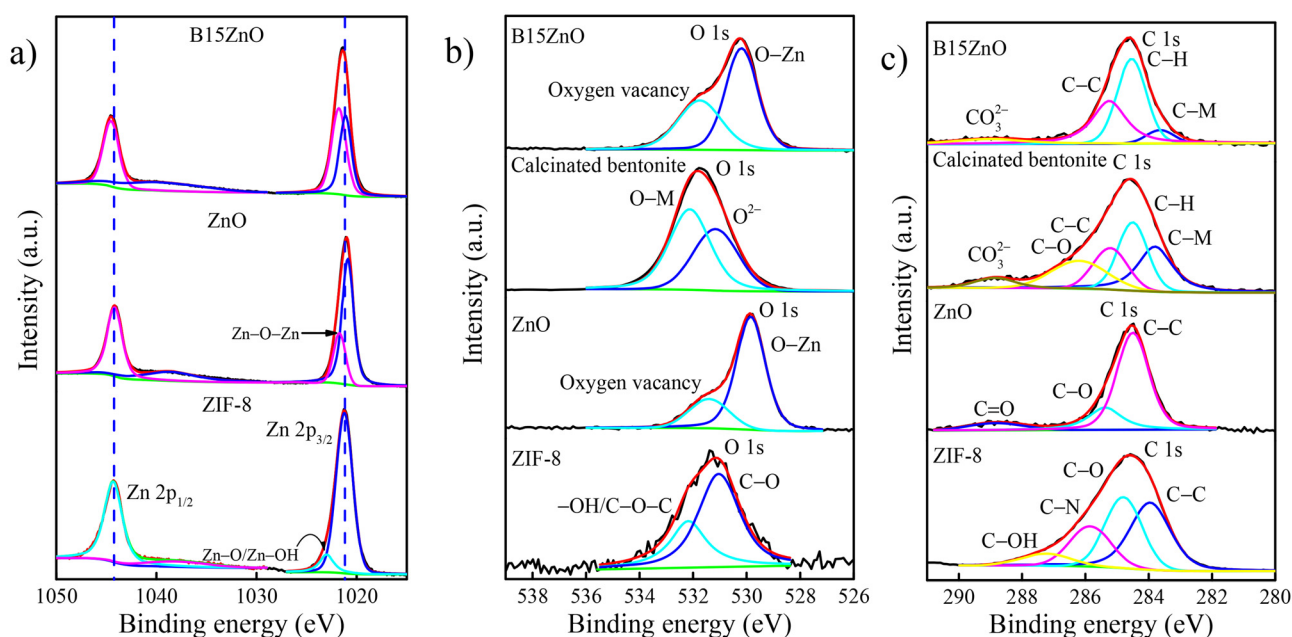 a)
B15ZnO
ZnO
Zn–O–Zn
ZIF-8
Zn 2p3/2
Zn 2p1/2
Zn–O/Zn–OH
1050 1040 1030 1020
Binding energy (eV)
Intensity (a.u.)
b)
B15ZnO
O 1s
O–Zn
Oxygen vacancy
Calcinated bentonite
O 1s
O–M
O²⁻
ZnO
O 1s
O–Zn
Oxygen vacancy
ZIF-8
O 1s
C–O
–OH/C–O–C
538 536 534 532 530 528 526
Binding energy (eV)
Intensity (a.u.)
c)
B15ZnO
C 1s
C–H
C–C
C–M
CO₃²⁻
Calcinated bentonite
C 1s
C–H
C–C
C–O
C–M
CO₃²⁻
ZnO
C 1s
C–C
C–O
C=O
ZIF-8
C 1s
C–O
C–C
C–N
C–OH
290 288 286 284 282 280
Binding energy (eV)
Intensity (a.u.)